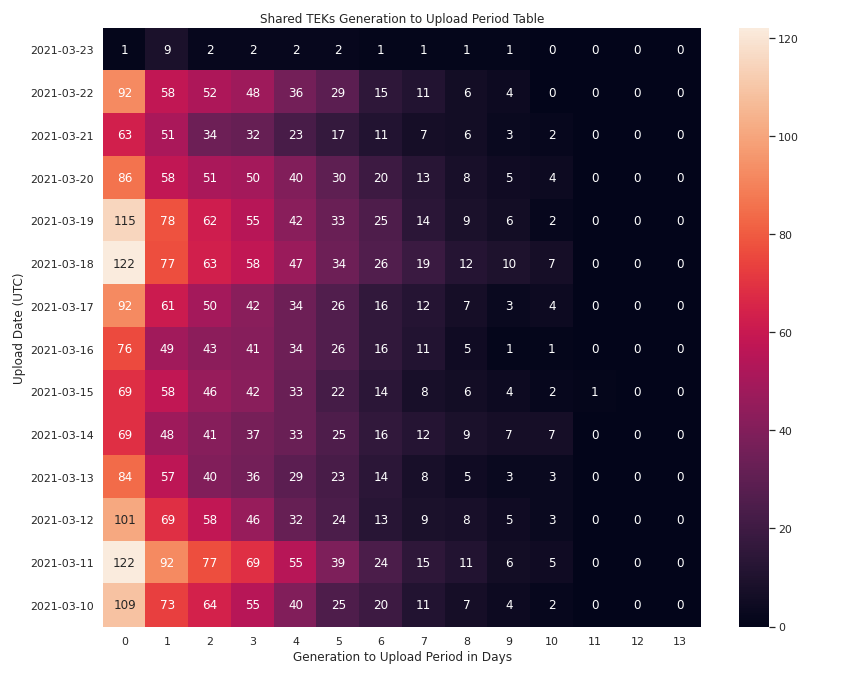 Shared TEKs Generation to Upload Period Table
Upload Date (UTC)
2021-03-23 1 9 2 2 2 2 1 1 1 1 0 0 0 0
2021-03-22 92 58 52 48 36 29 15 11 6 4 0 0 0 0
2021-03-21 63 51 34 32 23 17 11 7 6 3 2 0 0 0
2021-03-20 86 58 51 50 40 30 20 13 8 5 4 0 0 0
2021-03-19 115 78 62 55 42 33 25 14 9 6 2 0 0 0
2021-03-18 122 77 63 58 47 34 26 19 12 10 7 0 0 0
2021-03-17 92 61 50 42 34 26 16 12 7 3 4 0 0 0
2021-03-16 76 49 43 41 34 26 16 11 5 1 1 0 0 0
2021-03-15 69 58 46 42 33 22 14 8 6 4 2 1 0 0
2021-03-14 69 48 41 37 33 25 16 12 9 7 7 0 0 0
2021-03-13 84 57 40 36 29 23 14 8 5 3 3 0 0 0
2021-03-12 101 69 58 46 32 24 13 9 8 5 3 0 0 0
2021-03-11 122 92 77 69 55 39 24 15 11 6 5 0 0 0
2021-03-10 109 73 64 55 40 25 20 11 7 4 2 0 0 0
0 1 2 3 4 5 6 7 8 9 10 11 12 13
Generation to Upload Period in Days
120
100
80
60
40
20
0